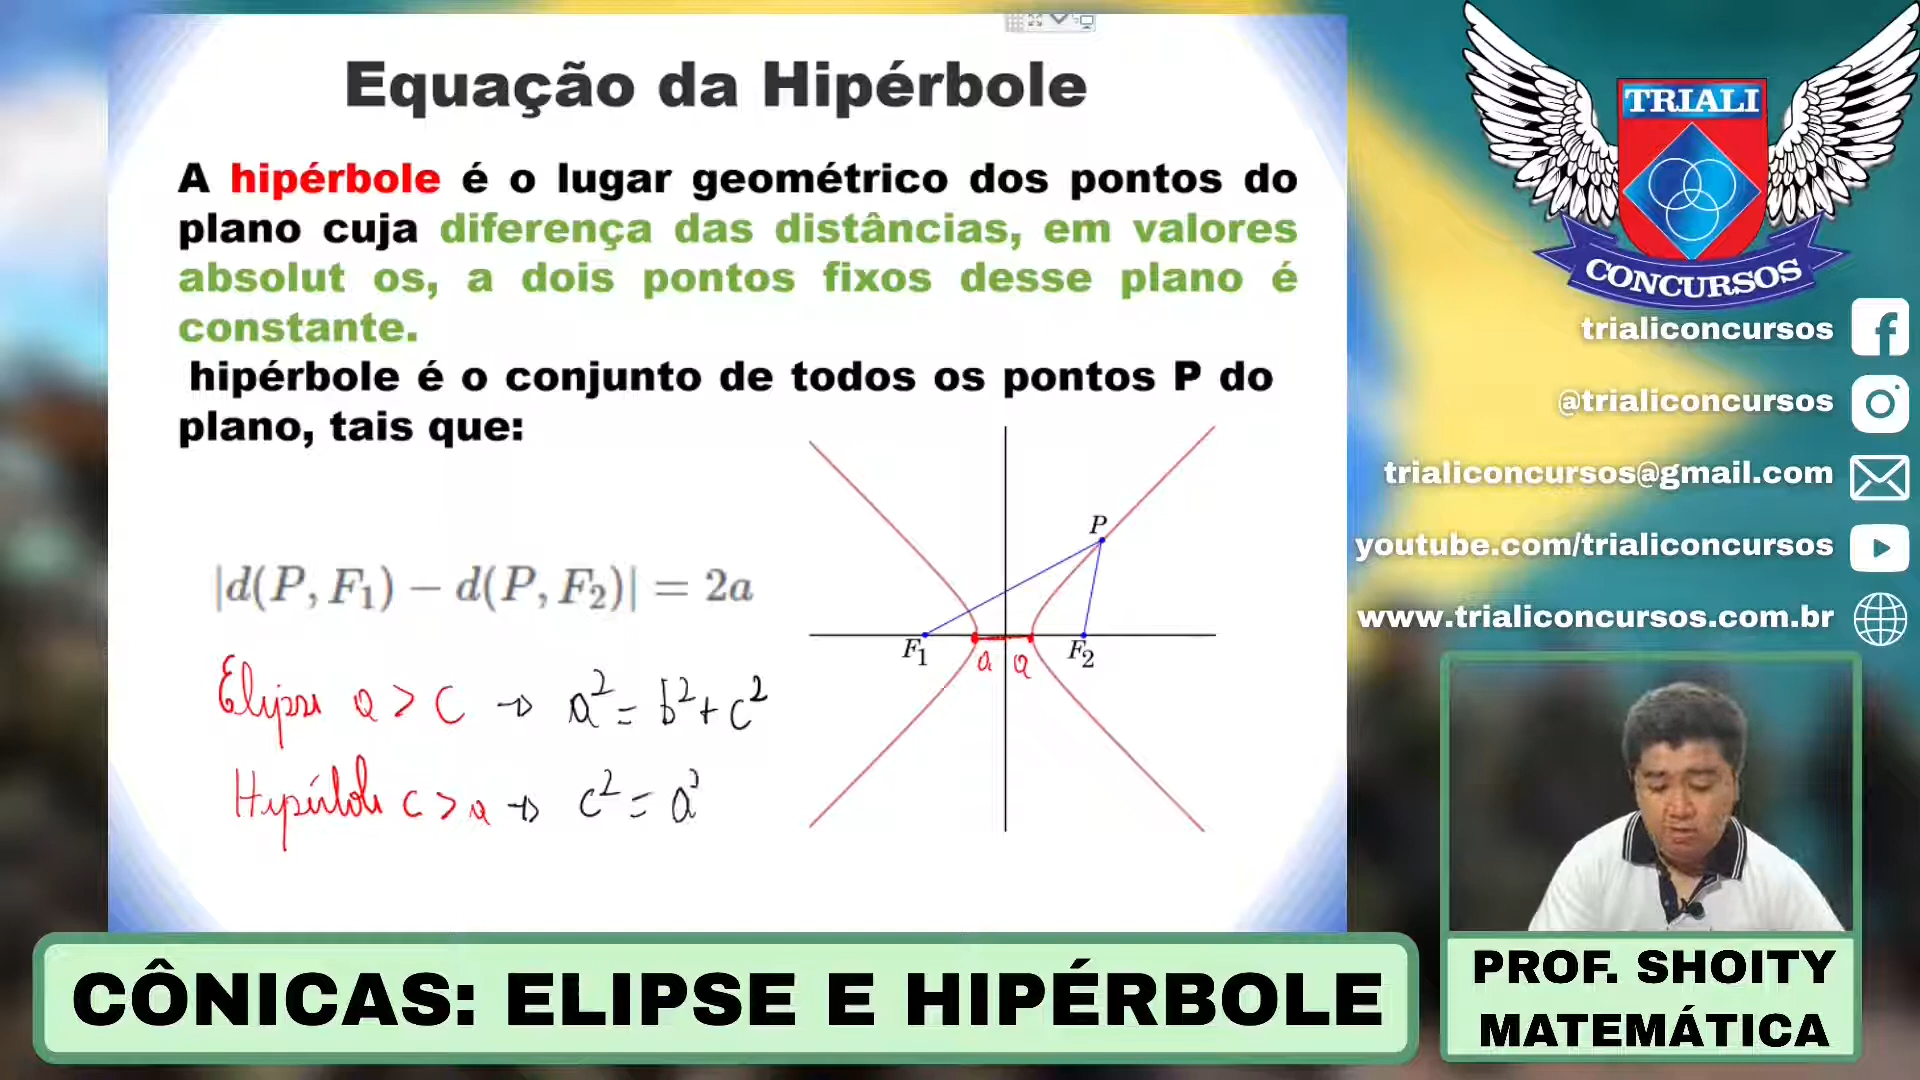 Equação da Hipérbole
A hipérbole é o lugar geométrico dos pontos do
plano cuja diferença das distâncias, em valores
absolut os, a dois pontos fixos desse plano é
constante.
hipérbole é o conjunto de todos os pontos P do
plano, tais que:
|d(P, F₁) − d(P, F₂)| = 2a
Elipse a > c → a² = b² + c²
Hipérbole c > a → c² = a²
P
F₁
a
a
F₂
TRIALI
CONCURSOS
trialiconcursos
@trialiconcursos
trialiconcursos@gmail.com
youtube.com/trialiconcursos
www.trialiconcursos.com.br
CÔNICAS: ELIPSE E HIPÉRBOLE
PROF. SHOITY
MATEMÁTICA